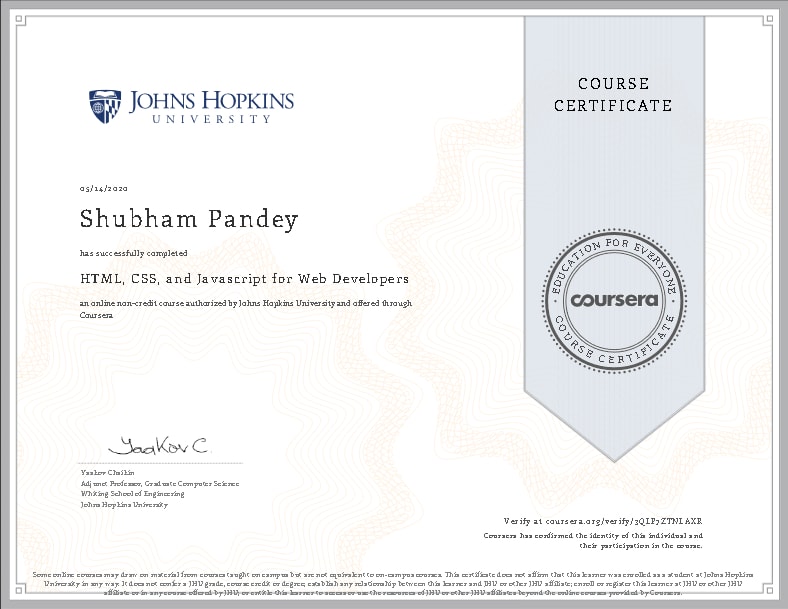 JOHNS HOPKINS
UNIVERSITY
COURSE
CERTIFICATE
05/14/2020
Shubham Pandey
has successfully completed
HTML, CSS, and Javascript for Web Developers
an online non-credit course authorized by Johns Hopkins University and offered through
Coursera
EDUCATION FOR EVERYONE
coursera
COURSE CERTIFICATE
Yaakov C.
Yaakov Chaikin
Adjunct Professor, Graduate Computer Science
Whiting School of Engineering
Johns Hopkins University
Verify at coursera.org/verify/3QLP7ZTNLAXR
Coursera has confirmed the identity of this individual and
their participation in the course.
Some online courses may draw on material from courses taught on campus but are not equivalent to on-campus courses. This certificate does not affirm that this learner was enrolled as a student at Johns Hopkins
University in any way. It does not confer a JHU grade, course credit or degree, establish any relationship between this learner and JHU or other JHU affiliate; enroll or register this learner at JHU or other JHU
affiliate or in any course offered by JHU; or entitle this learner to access or use the resources of JHU or other JHU affiliates beyond the online courses provided by Coursera.